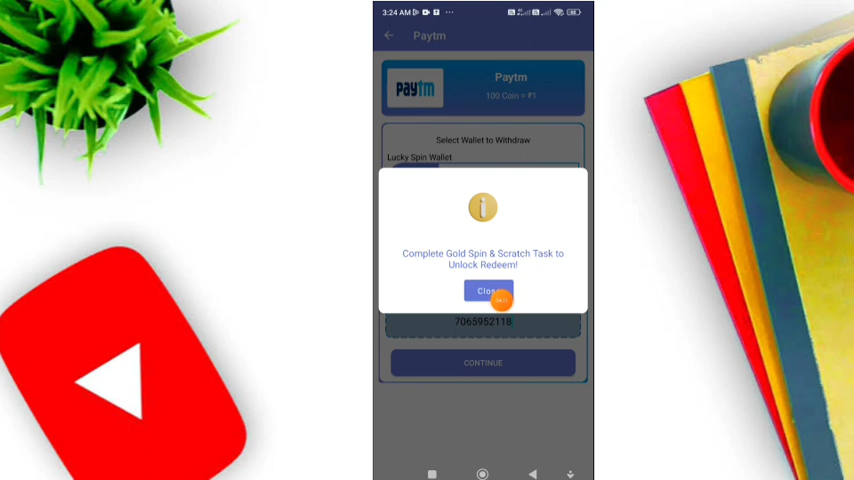 3:24 AM
Paytm
paytm
Paytm
100 Coin = ₹1
Select Wallet to Withdraw
Lucky Spin Wallet
Complete Gold Spin & Scratch Task to
Unlock Redeem!
Close
7065952118
CONTINUE